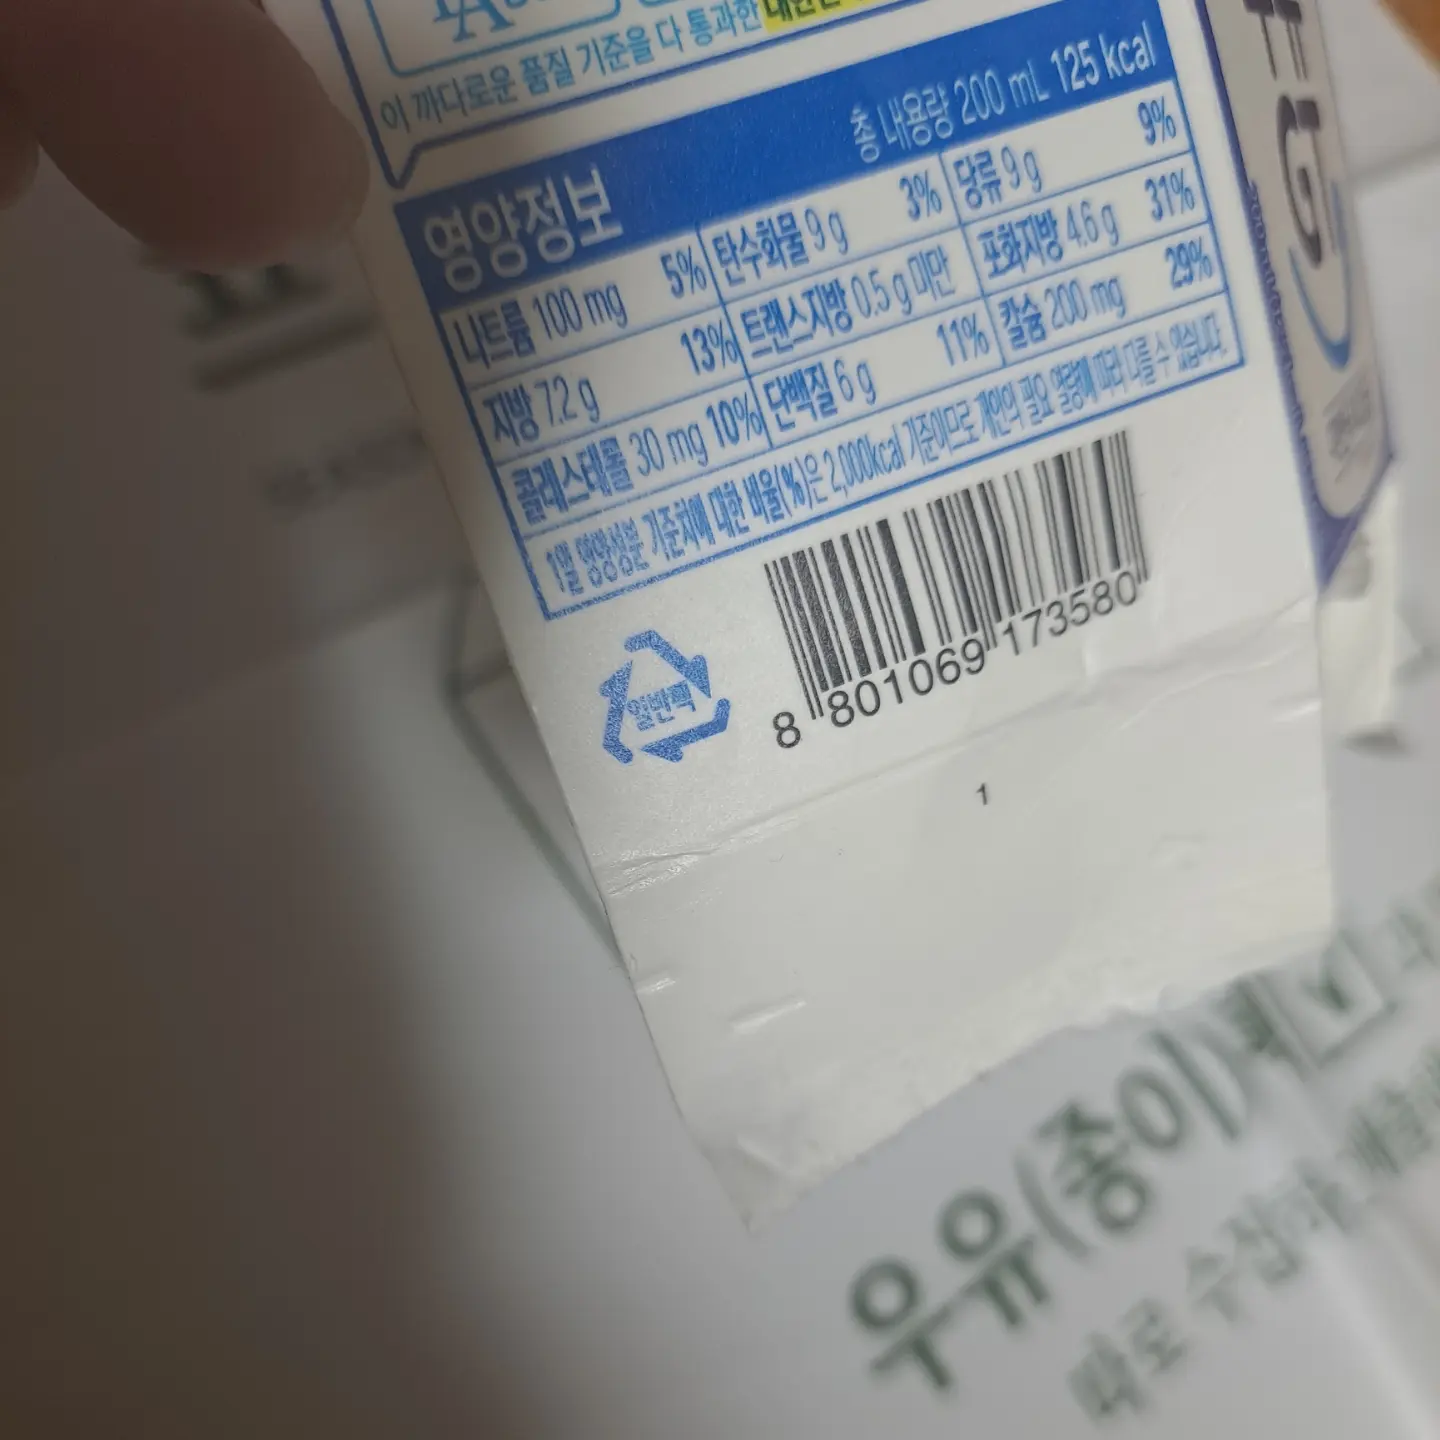 이 까다로운 품질 기준을 다 통과한
영양정보 총 내용량 200 mL 125 kcal
나트륨 100 mg 5% 탄수화물 9 g 3% 당류 9 g 9%
지방 7.2 g 13% 트랜스지방 0.5 g 미만 포화지방 4.6 g 31%
콜레스테롤 30 mg 10% 단백질 6 g 11% 칼슘 200 mg 29%
1일 영양성분 기준치에 대한 비율(%)은 2,000kcal 기준이므로 개인의 필요 열량에 따라 다를 수 있습니다.
일반팩
8 801069 173580
1
우유(종이)팩
따로 수집